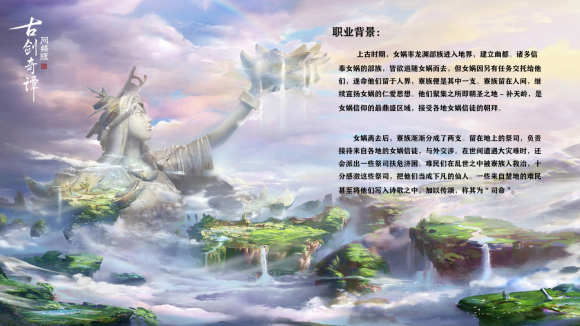 古剑奇谭
网络版
职业背景：
上古时期，女娲率龙渊部族进入地界，建立幽都。诸多信
奉女娲的部族，皆欲追随女娲而去，但女娲因另有任务交托给他
们，遂命他们留于人界，寮族便是其中一支。寮族留在人间，继
续宣扬女娲的仁爱思想。他们聚集之所即朝圣之地-补天岭，是
女娲信仰的最鼎盛区域，接受各地女娲信徒的朝拜。
女娲离去后，寮族渐渐分成了两支。留在地上的祭司，负责
接待来自各地的女娲信徒，与外交涉。在世间遭遇大灾难时，还
会派出一些祭司扶危济困。难民们在乱世之中被寮族人救治，十
分感激这些祭司，把他们当成下凡的仙人。一些来自楚地的难民
甚至将他们写入诗歌之中，加以传颂，称其为“司命”。